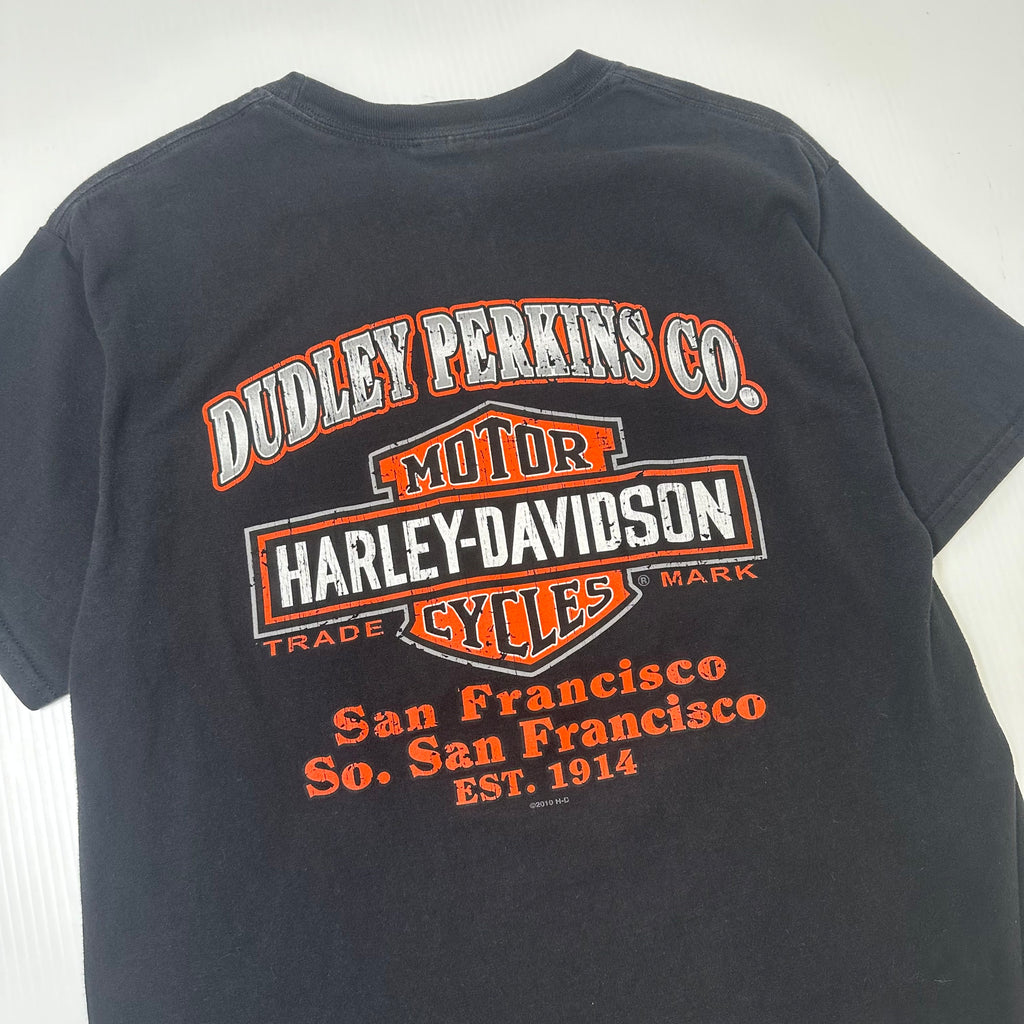 DUDLEY PERKINS CO.
MOTOR
HARLEY-DAVIDSON
CYCLES
TRADE ® MARK
San Francisco
So. San Francisco
EST. 1914
©2010 H-D